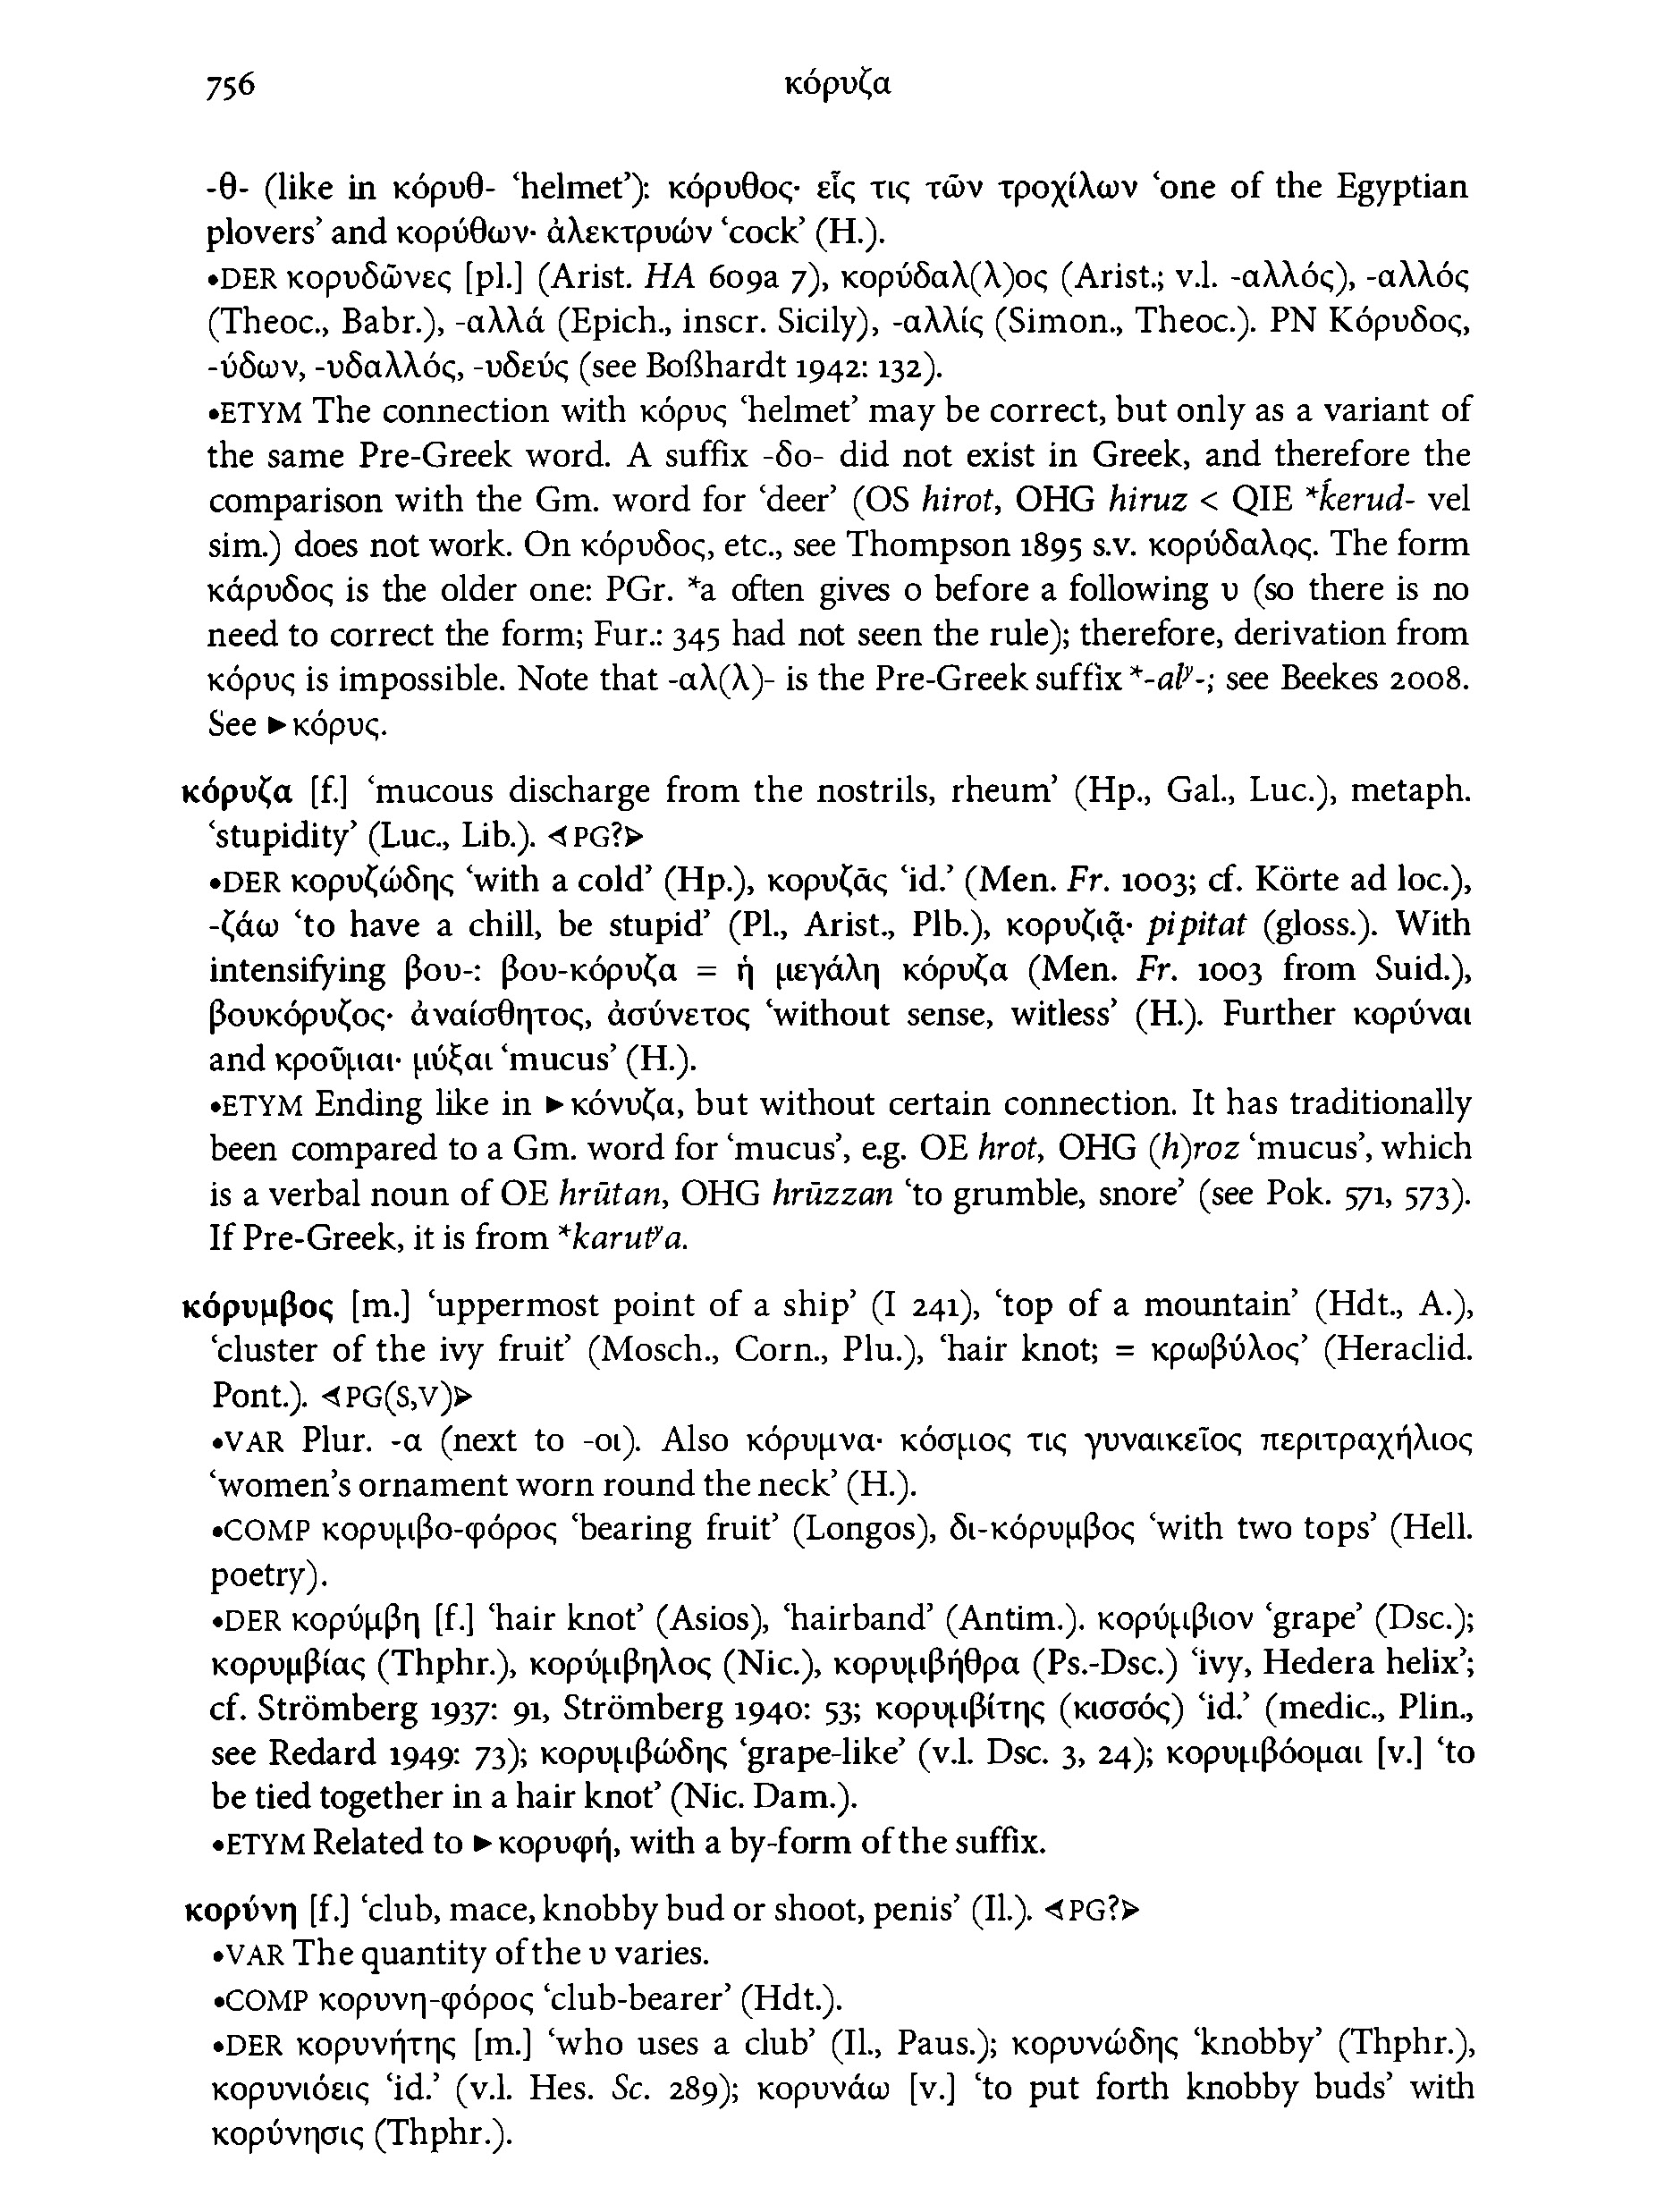 756 κόρυζα
-θ- (like in κόρυθ- ‘helmet’): κόρυθος· εἷς τις τῶν τροχίλων ‘one of the Egyptian
plovers’ and κορύθων· ἀλεκτρυών ‘cock’ (H.).
•DER κορυδῶνες [pl.] (Arist. HA 609a 7), κορύδαλ(λ)ος (Arist.; v.l. -αλλός), -αλλός
(Theoc., Babr.), -αλλά (Epich., inscr. Sicily), -αλλίς (Simon., Theoc.). PN Κόρυδος,
-ύδων, -υδαλλός, -υδεύς (see Boßhardt 1942: 132).
•ETYM The connection with κόρυς ‘helmet’ may be correct, but only as a variant of
the same Pre-Greek word. A suffix -δο- did not exist in Greek, and therefore the
comparison with the Gm. word for ‘deer’ (OS hirot, OHG hiruz < QIE *ḱerud- vel
sim.) does not work. On κόρυδος, etc., see Thompson 1895 s.v. κορύδαλος. The form
κάρυδος is the older one: PGr. *a often gives ο before a following υ (so there is no
need to correct the form; Fur.: 345 had not seen the rule); therefore, derivation from
κόρυς is impossible. Note that -αλ(λ)- is the Pre-Greek suffix *-alʸ-; see Beekes 2008.
See ►κόρυς.
κόρυζα [f.] ‘mucous discharge from the nostrils, rheum’ (Hp., Gal., Luc.), metaph.
‘stupidity’ (Luc., Lib.). ⊲PG?⊳
•DER κορυζώδης ‘with a cold’ (Hp.), κορυζᾶς ‘id.’ (Men. Fr. 1003; cf. Körte ad loc.),
-ζάω ‘to have a chill, be stupid’ (Pl., Arist., Plb.), κορυζιᾷ· pipitat (gloss.). With
intensifying βου-: βου-κόρυζα = ἡ μεγάλη κόρυζα (Men. Fr. 1003 from Suid.),
βουκόρυζος· ἀναίσθητος, ἀσύνετος ‘without sense, witless’ (H.). Further κορύναι
and κροῦμαι· μύξαι ‘mucus’ (H.).
•ETYM Ending like in ►κόνυζα, but without certain connection. It has traditionally
been compared to a Gm. word for ‘mucus’, e.g. OE hrot, OHG (h)roz ‘mucus’, which
is a verbal noun of OE hrūtan, OHG hrūzzan ‘to grumble, snore’ (see Pok. 571, 573).
If Pre-Greek, it is from *karutʸa.
κόρυμβος [m.] ‘uppermost point of a ship’ (I 241), ‘top of a mountain’ (Hdt., A.),
‘cluster of the ivy fruit’ (Mosch., Corn., Plu.), ‘hair knot; = κρωβύλος’ (Heraclid.
Pont.). ⊲PG(S,V)⊳
•VAR Plur. -α (next to -οι). Also κόρυμνα· κόσμος τις γυναικεῖος περιτραχήλιος
‘women’s ornament worn round the neck’ (H.).
•COMP κορυμβο-φόρος ‘bearing fruit’ (Longos), δι-κόρυμβος ‘with two tops’ (Hell.
poetry).
•DER κορύμβη [f.] ‘hair knot’ (Asios), ‘hairband’ (Antim.). κορύμβιον ‘grape’ (Dsc.);
κορυμβίας (Thphr.), κορύμβηλος (Nic.), κορυμβήθρα (Ps.-Dsc.) ‘ivy, Hedera helix’;
cf. Strömberg 1937: 91, Strömberg 1940: 53; κορυμβίτης (κισσός) ‘id.’ (medic., Plin.,
see Redard 1949: 73); κορυμβώδης ‘grape-like’ (v.l. Dsc. 3, 24); κορυμβόομαι [v.] ‘to
be tied together in a hair knot’ (Nic. Dam.).
•ETYM Related to ►κορυφή, with a by-form of the suffix.
κορύνη [f.] ‘club, mace, knobby bud or shoot, penis’ (Il.). ⊲PG?⊳
•VAR The quantity of the υ varies.
•COMP κορυνη-φόρος ‘club-bearer’ (Hdt.).
•DER κορυνήτης [m.] ‘who uses a club’ (Il., Paus.); κορυνώδης ‘knobby’ (Thphr.),
κορυνιόεις ‘id.’ (v.l. Hes. Sc. 289); κορυνάω [v.] ‘to put forth knobby buds’ with
κορύνησις (Thphr.).